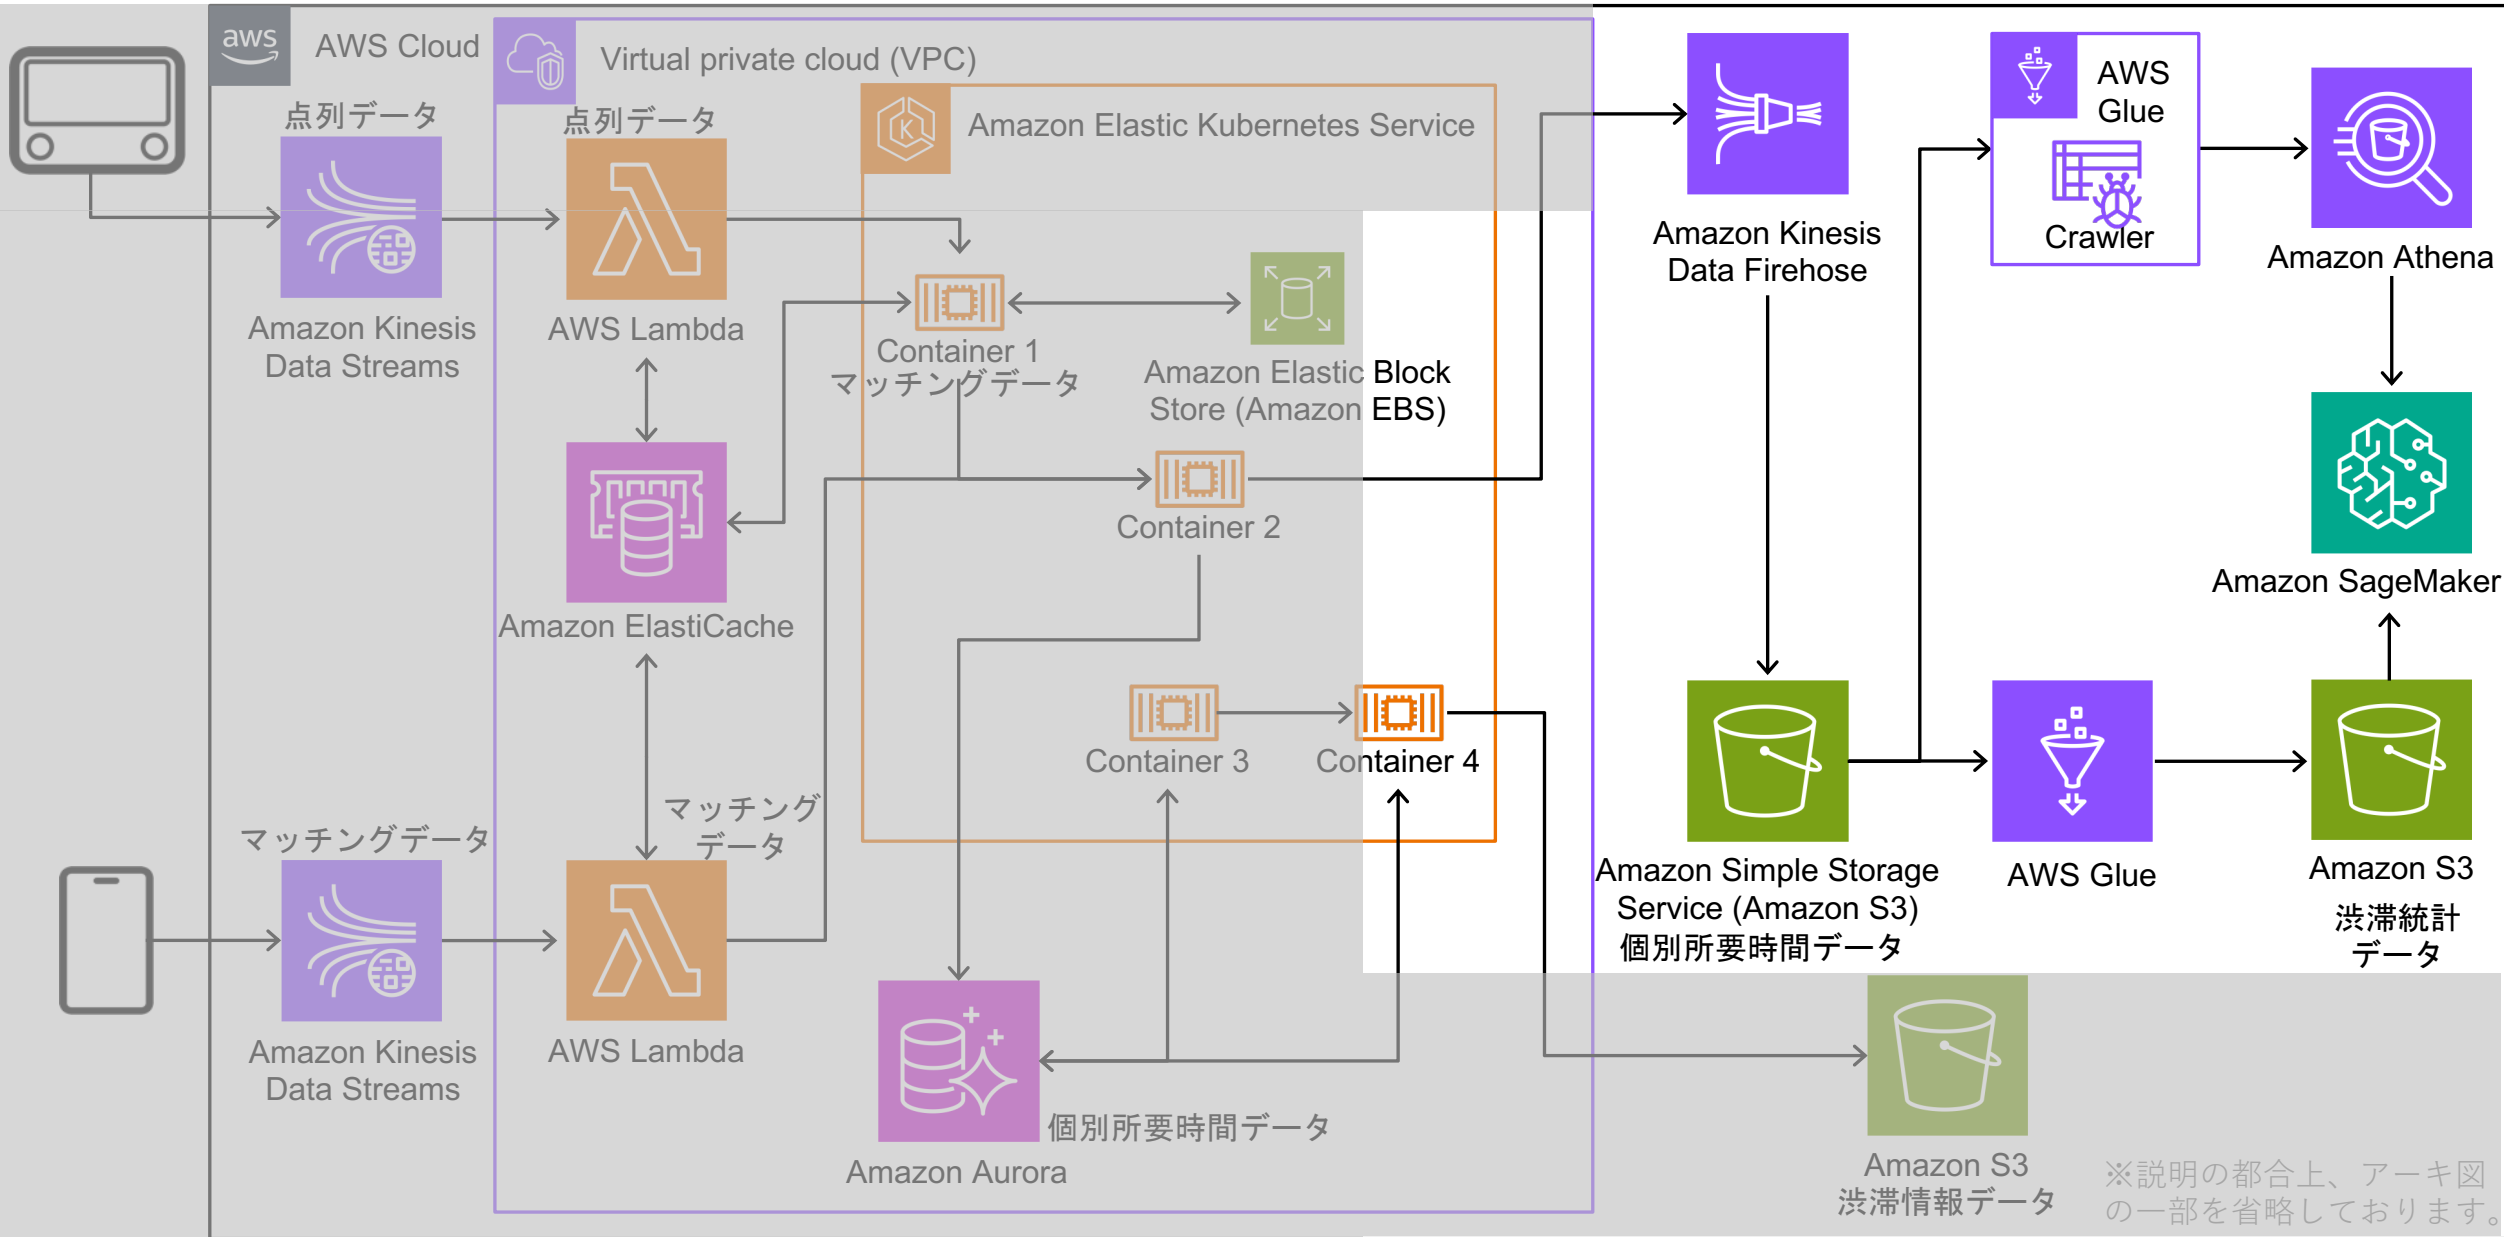 aws
AWS Cloud
Virtual private cloud (VPC)
点列データ
点列データ
Amazon Elastic Kubernetes Service
K
AWS
Glue
Crawler
Amazon Kinesis
Data Firehose
Amazon Athena
Amazon Kinesis
Data Streams
AWS Lambda
Container 1
マッチングデータ
Amazon Elastic Block
Store (Amazon EBS)
Container 2
Amazon ElastiCache
Amazon SageMaker
Container 3
Container 4
マッチングデータ
マッチング
データ
Amazon Simple Storage
Service (Amazon S3)
個別所要時間データ
AWS Glue
Amazon S3
渋滞統計
データ
Amazon Kinesis
Data Streams
AWS Lambda
個別所要時間データ
Amazon Aurora
Amazon S3
渋滞情報データ
※説明の都合上、アーキ図
の一部を省略しております。